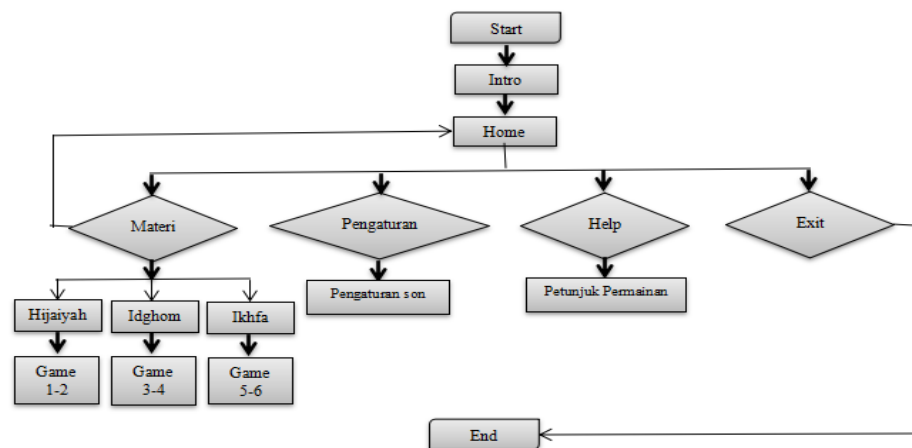 Start
Intro
Home
Materi
Pengaturan
Help
Exit
Pengaturan son
Petunjuk Permainan
Hijaiyah
Idghom
Ikhfa
Game
1-2
Game
3-4
Game
5-6
End